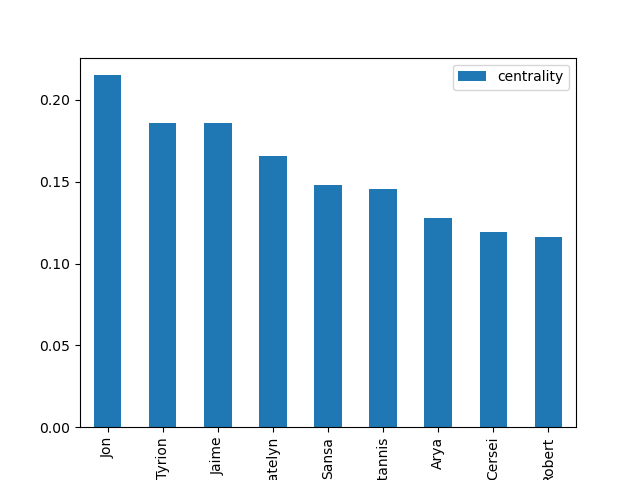 centrality
0.20
0.15
0.10
0.05
0.00
Jon
Tyrion
Jaime
atelyn
Sansa
tannis
Arya
Cersei
Robert